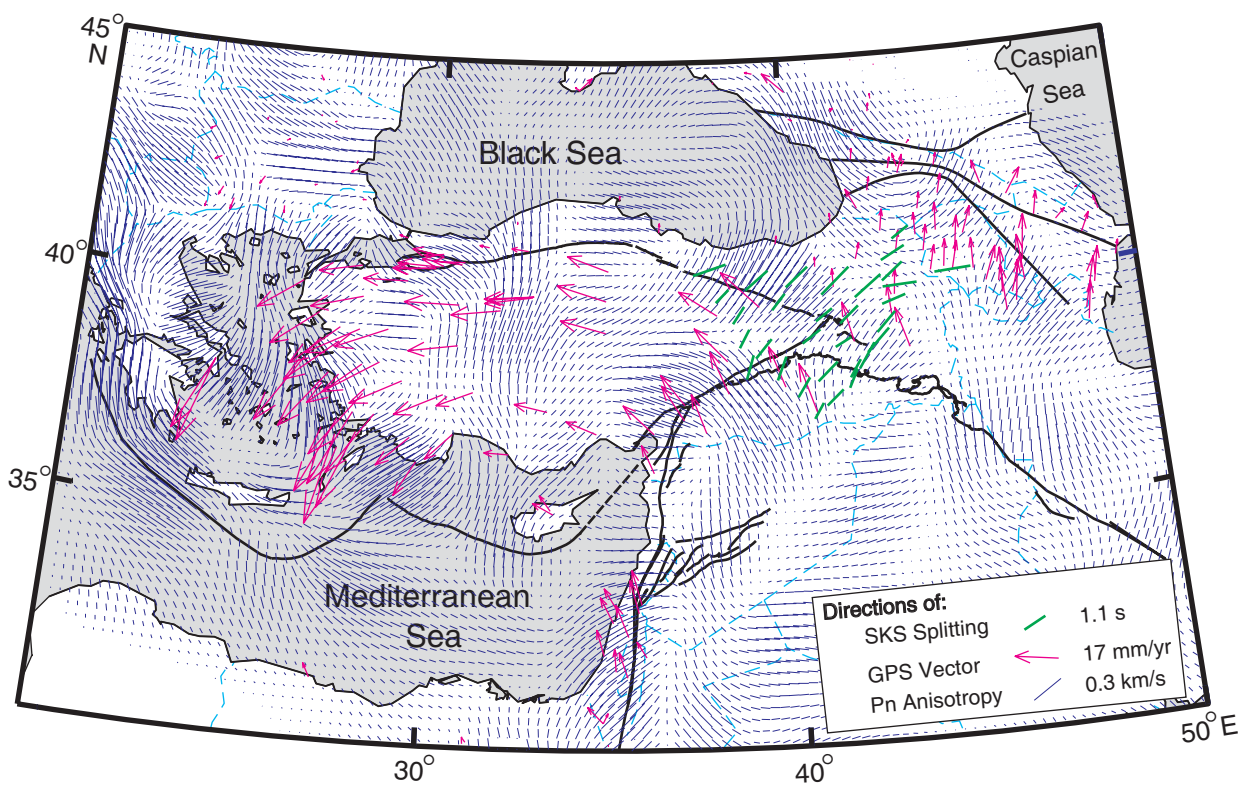 45°
N
Caspian
Sea
Black Sea
40°
35°
Mediterranean
Sea
Directions of:
SKS Splitting 1.1 s
GPS Vector 17 mm/yr
Pn Anisotropy 0.3 km/s
30°
40°
50°E